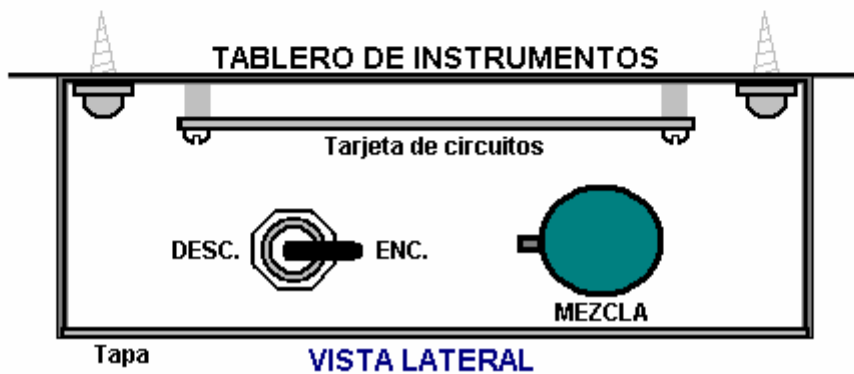 TABLERO DE INSTRUMENTOS
Tarjeta de circuitos
DESC.
ENC.
MEZCLA
Tapa
VISTA LATERAL